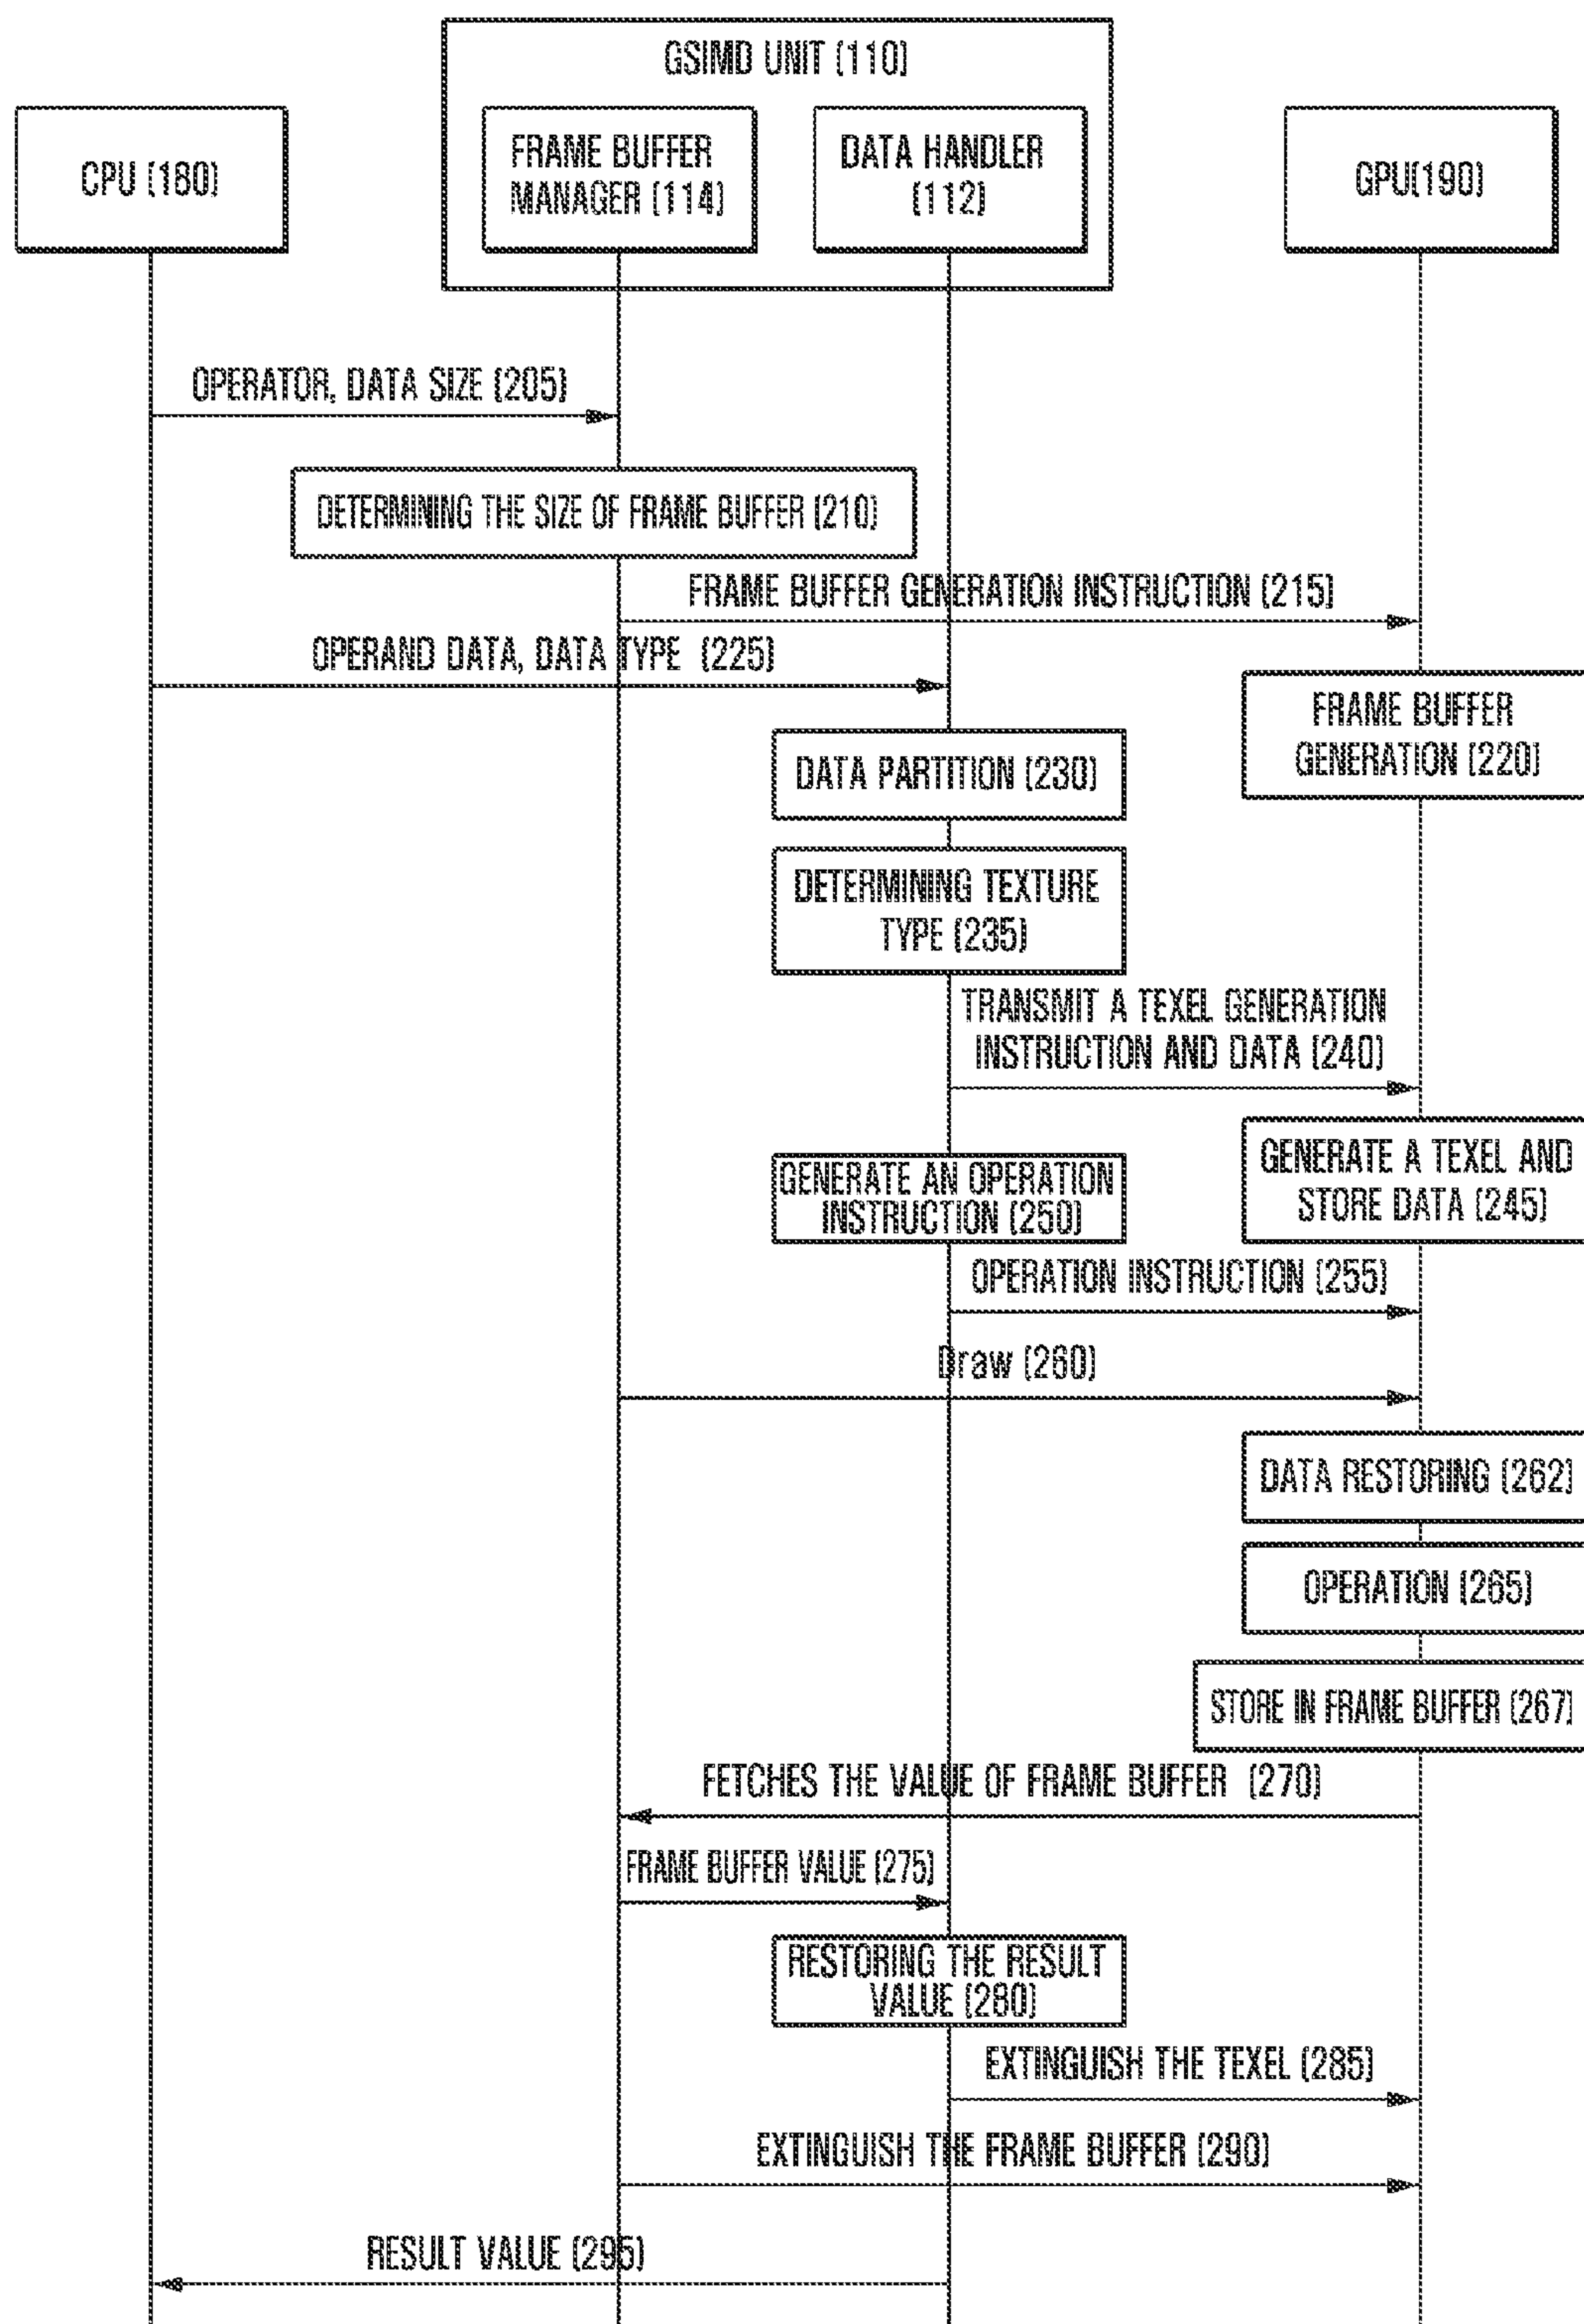 GSIMD UNIT (110)
CPU (180)
FRAME BUFFER
MANAGER (114)
DATA HANDLER
(112)
GPU(190)
OPERATOR, DATA SIZE (205)
DETERMINING THE SIZE OF FRAME BUFFER (210)
FRAME BUFFER GENERATION INSTRUCTION (215)
OPERAND DATA, DATA TYPE (225)
FRAME BUFFER
GENERATION (220)
DATA PARTITION (230)
DETERMINING TEXTURE
TYPE (235)
TRANSMIT A TEXEL GENERATION
INSTRUCTION AND DATA (240)
GENERATE A TEXEL AND
STORE DATA (245)
GENERATE AN OPERATION
INSTRUCTION (250)
OPERATION INSTRUCTION (255)
Draw (260)
DATA RESTORING (262)
OPERATION (265)
STORE IN FRAME BUFFER (267)
FETCHES THE VALUE OF FRAME BUFFER (270)
FRAME BUFFER VALUE (275)
RESTORING THE RESULT
VALUE (280)
EXTINGUISH THE TEXEL (285)
EXTINGUISH THE FRAME BUFFER (290)
RESULT VALUE (295)